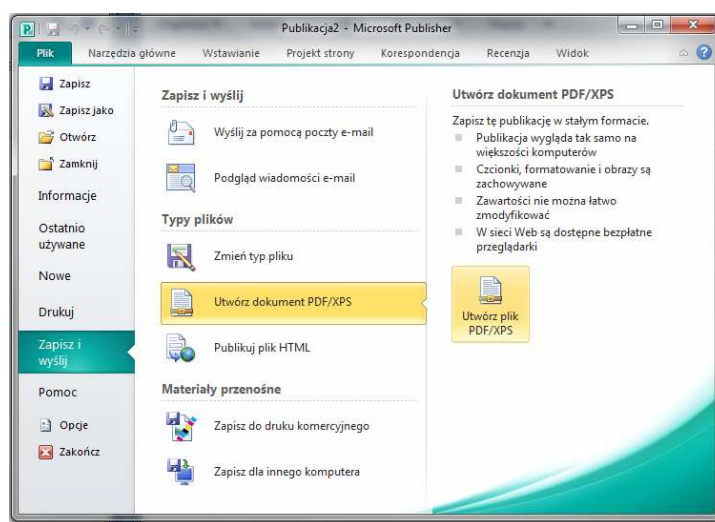 Publikacja2 - Microsoft Publisher
Plik Narzędzia główne Wstawianie Projekt strony Korespondencja Recenzja Widok
Zapisz
Zapisz jako
Otwórz
Zamknij
Informacje
Ostatnio
używane
Nowe
Drukuj
Zapisz i
wyślij
Pomoc
Opcje
Zakończ
Zapisz i wyślij
Wyślij za pomocą poczty e-mail
Podgląd wiadomości e-mail
Typy plików
Zmień typ pliku
Utwórz dokument PDF/XPS
Publikuj plik HTML
Materiały przenośne
Zapisz do druku komercyjnego
Zapisz dla innego komputera
Utwórz dokument PDF/XPS
Zapisz tę publikację w stałym formacie.
Publikacja wygląda tak samo na
większości komputerów
Czcionki, formatowanie i obrazy są
zachowywane
Zawartości nie można łatwo
zmodyfikować
W sieci Web są dostępne bezpłatne
przeglądarki
Utwórz plik
PDF/XPS